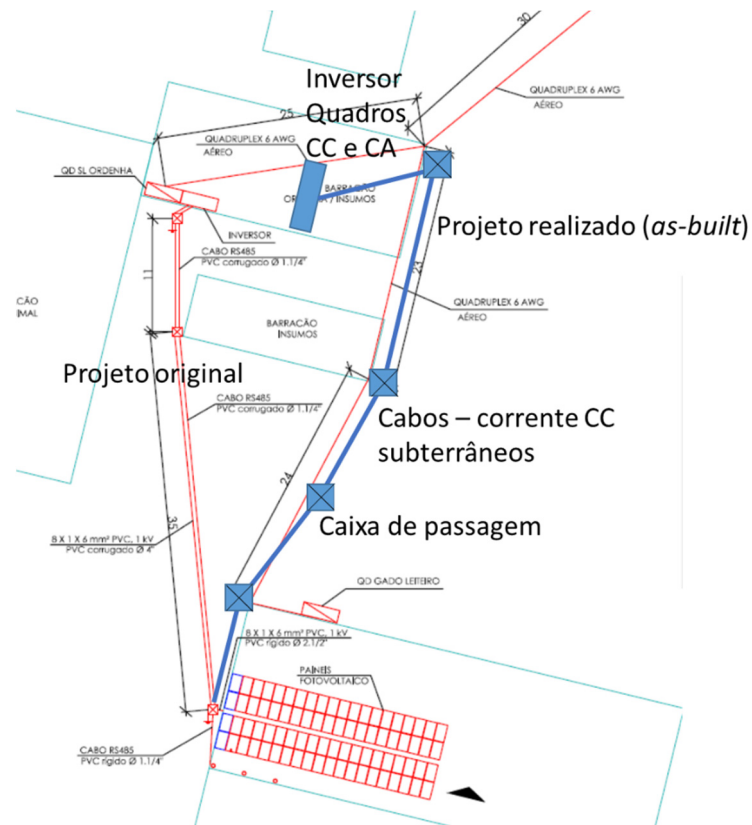 30
Inversor
Quadros
CC e CA
25
QUADRUPLEX 6 AWG
AÉREO
QUADRUPLEX 6 AWG
AÉREO
QD SL ORDENHA
BARRACÃO
/ INSUMOS
INVERSOR
Projeto realizado (as-built)
CABO RS485
PVC corrugado Ø 1.1/4"
11
23
QUADRUPLEX 6 AWG
AÉREO
BARRACÃO
INSUMOS
Projeto original
CABO RS485
PVC corrugado Ø 1.1/4"
Cabos – corrente CC
subterrâneos
24
Caixa de passagem
35
8 X 1 X 6 mm² PVC, 1 kV
PVC corrugado Ø 4"
QD GADO LEITEIRO
8 X 1 X 6 mm² PVC, 1 kV
PVC rígido Ø 2.1/2"
PAINEIS
FOTOVOLTAICO
CABO RS485
PVC rígido Ø 1.1/4"